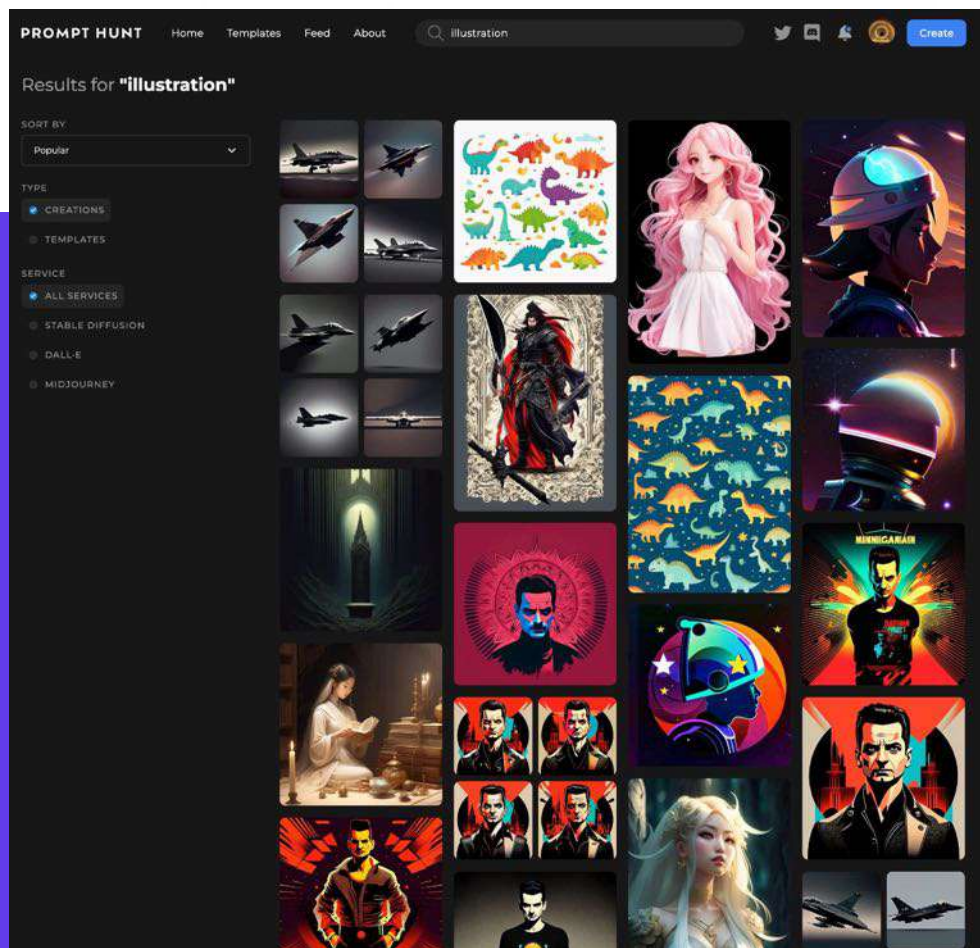 PROMPT HUNT Home Templates Feed About illustration Create
Results for "illustration"
SORT BY
Popular
TYPE
CREATIONS
TEMPLATES
SERVICE
ALL SERVICES
STABLE DIFFUSION
DALL-E
MIDJOURNEY